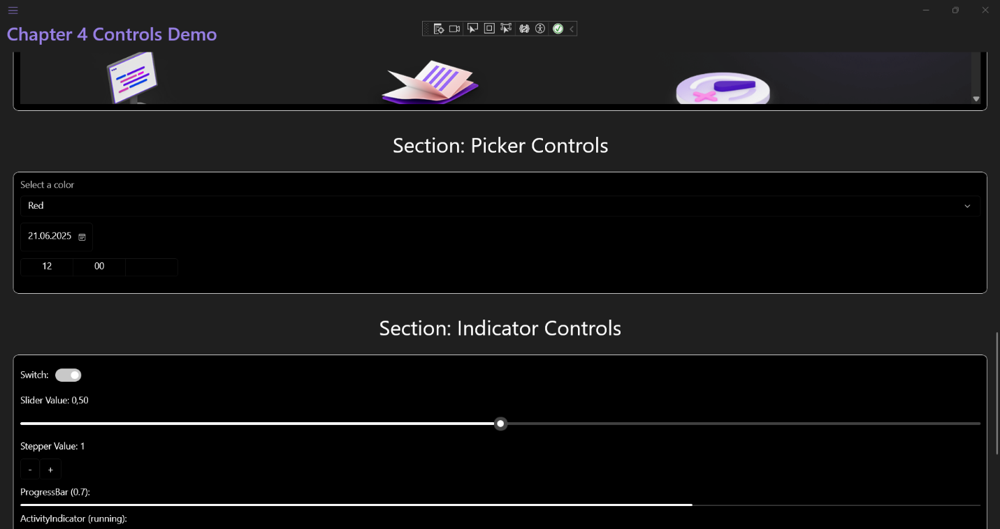 Chapter 4 Controls Demo
Section: Picker Controls
Select a color
Red
21.06.2025
12 00
Section: Indicator Controls
Switch:
Slider Value: 0,50
Stepper Value: 1
- +
ProgressBar (0.7):
ActivityIndicator (running):